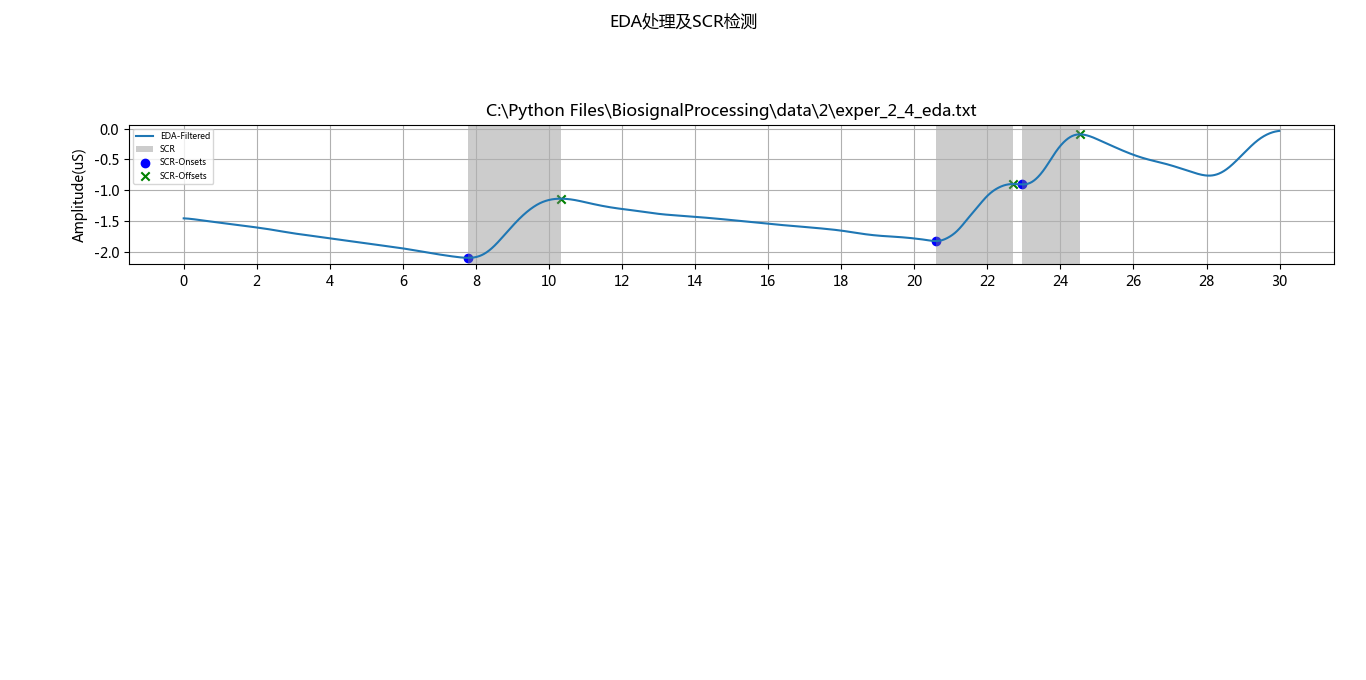 EDA处理及SCR检测
C:\Python Files\BiosignalProcessing\data\2\exper_2_4_eda.txt
Amplitude(uS)
0.0
-0.5
-1.0
-1.5
-2.0
EDA-Filtered
SCR
SCR-Onsets
SCR-Offsets
0 2 4 6 8 10 12 14 16 18 20 22 24 26 28 30